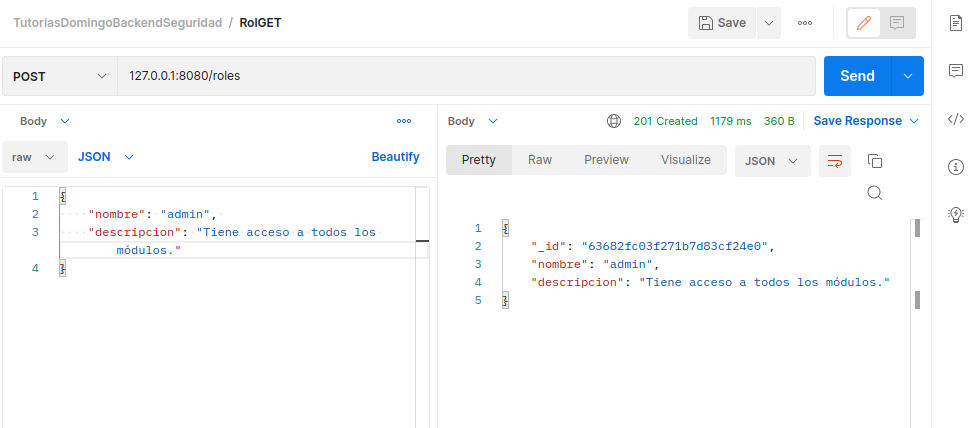 TutoriasDomingoBackendSeguridad / RolGET
Save
POST
127.0.0.1:8080/roles
Send
Body
raw
JSON
Beautify
1 {
2 "nombre": "admin",
3 "descripcion": "Tiene acceso a todos los
módulos."
4 }
Body
201 Created
1179 ms
360 B
Save Response
Pretty
Raw
Preview
Visualize
JSON
1 {
2 "_id": "63682fc03f271b7d83cf24e0",
3 "nombre": "admin",
4 "descripcion": "Tiene acceso a todos los módulos."
5 }